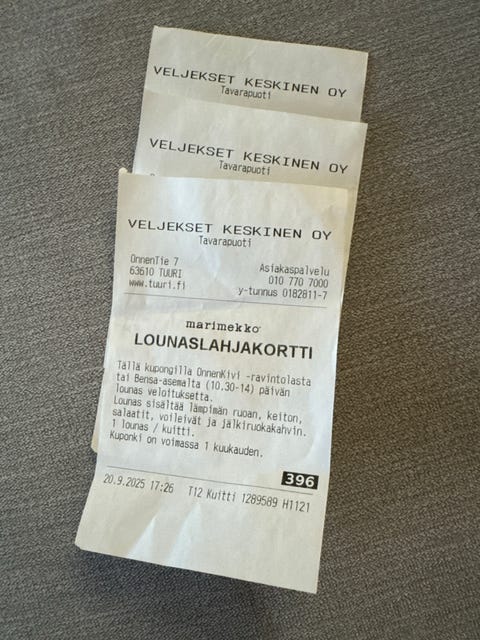 VELJEKSET KESKINEN OY
Tavarapuoti
VELJEKSET KESKINEN OY
Tavarapuoti
VELJEKSET KESKINEN OY
Tavarapuoti
OnnenTie 7
63610 TUURI
www.tuuri.fi
Asiakaspalvelu
010 770 7000
y-tunnus 0182811-7
marimekko
LOUNASLAHJAKORTTI
Tällä kupongilla OnnenKivi -ravintolasta
tai Bensa-asemalta (10.30-14) päivän
lounas veloituksetta.
Lounas sisältää lämpimän ruoan, keiton,
salaatit, voileivät ja jälkiruokakahvin.
1 lounas / kuitti.
Kuponki on voimassa 1 kuukauden.
396
20.9.2025 17:26 T12 Kuitti 1289589 H1121